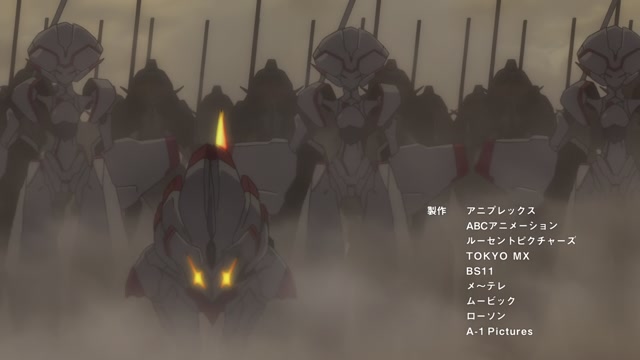 製作 アニプレックス
ABCアニメーション
ルーセントピクチャーズ
TOKYO MX
BS11
メ〜テレ
ムービック
ローソン
A-1 Pictures